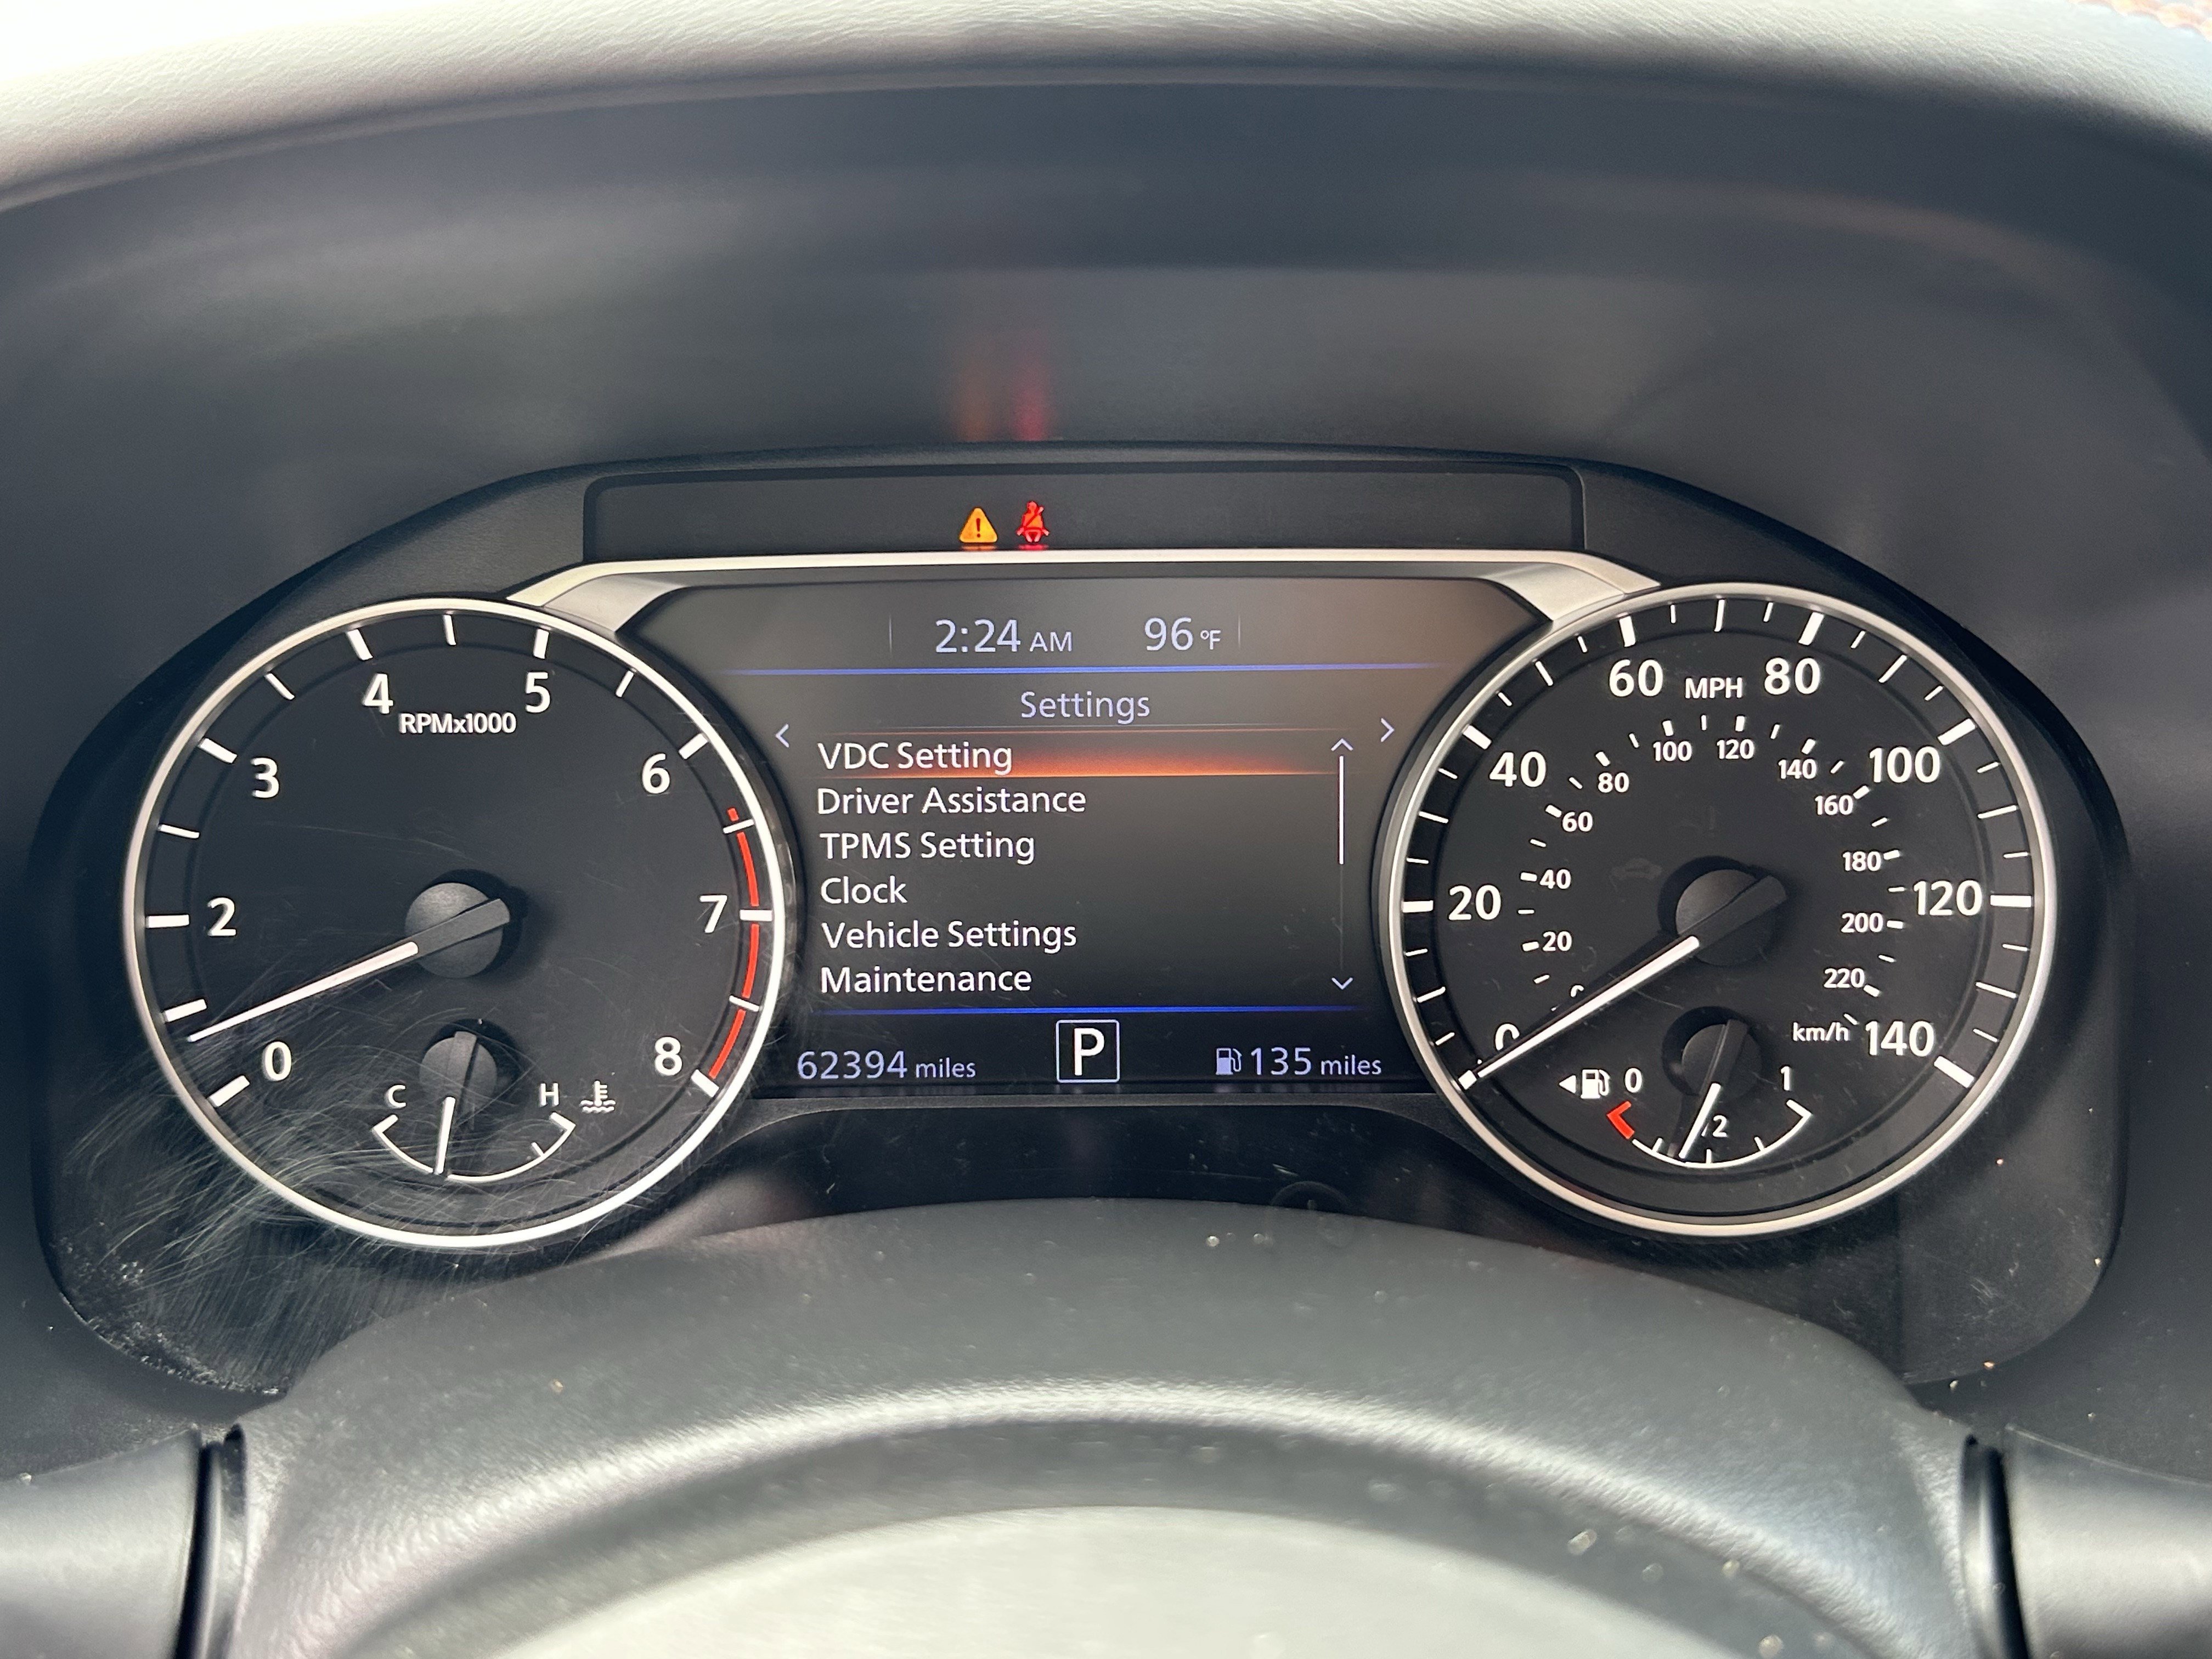 2:24 AM 96 °F
Settings
VDC Setting
Driver Assistance
TPMS Setting
Clock
Vehicle Settings
Maintenance
62394 miles P 135 miles
0 2 3 4 5 6 7 8
RPMx1000
C H
0 20 40 60 80 100 120 140
MPH
20 40 60 80 100 120 140 160 180 200 220
km/h
0 1